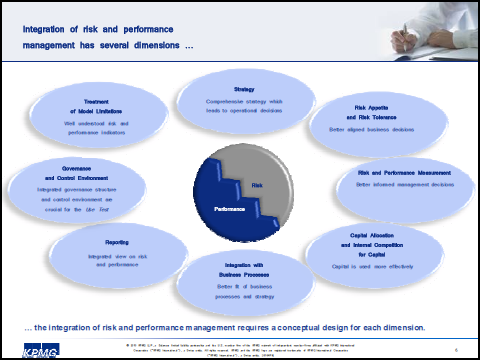 Integration of risk and performance
management has several dimensions ...
Strategy
Comprehensive strategy which
leads to operational decisions
Treatment
of Model Limitations
Well understood risk and
performance indicators
Risk Appetite
and Risk Tolerance
Better aligned business decisions
Governance
and Control Environment
Integrated governance structure
and control environment are
crucial for the Use Test
Risk
Performance
Risk and Performance Measurement
Better informed management decisions
Reporting
Integrated view on risk
and performance
Capital Allocation
and Internal Competition
for Capital
Capital is used more effectively
Integration with
Business Processes
Better fit of business
processes and strategy
... the integration of risk and performance management requires a conceptual design for each dimension.
KPMG
6